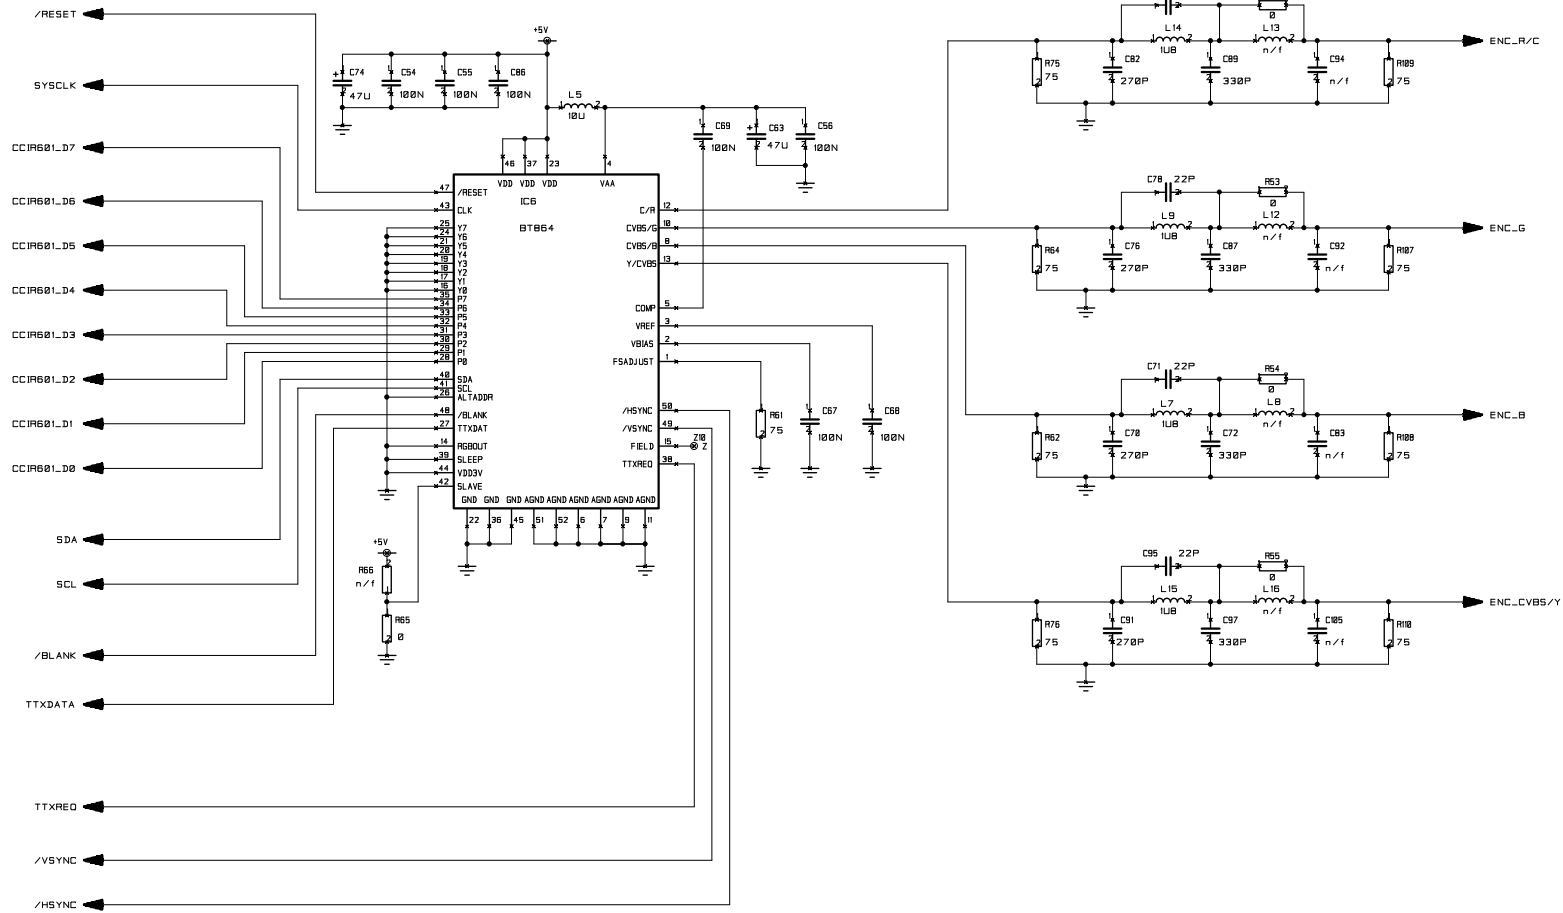 /RESET
SYSCLK
CCIR601_D7
CCIR601_D6
CCIR601_D5
CCIR601_D4
CCIR601_D3
CCIR601_D2
CCIR601_D1
CCIR601_D0
SDA
SCL
/BLANK
TTXDATA
TTXREQ
/VSYNC
/HSYNC
+5V
C74
47U
C54
100N
C55
100N
C86
100N
L5
10U
C69
100N
C63
47U
C56
100N
46 37 23 4
VDD VDD VDD VAA
IC6
BT864
47 /RESET
43 CLK
25 Y7
24 Y6
21 Y5
20 Y4
19 Y3
18 Y2
17 Y1
16 Y0
35 P7
34 P6
33 P5
32 P4
31 P3
30 P2
29 P1
28 P0
40 SDA
41 SCL
26 ALTADDR
48 /BLANK
27 TTXDAT
14 RGBOUT
39 SLEEP
44 VDD3V
42 SLAVE
C/R 12
CVBS/G 10
CVBS/B 8
Y/CVBS 13
COMP 5
VREF 3
VBIAS 2
FSADJUST 1
/HSYNC 50
/VSYNC 49
FIELD 15
Z10
Z
TTXREQ 38
GND GND GND AGND AGND AGND AGND AGND AGND
22 36 45 51 52 6 7 9 11
R61
75
C67
100N
C68
100N
+5V
R66
n/f
R65
0
0
L14
1U8
L13
n/f
R75
75
C82
270P
C89
330P
C94
n/f
R109
75
ENC_R/C
C78 22P
R53
0
L9
1U8
L12
n/f
R64
75
C76
270P
C87
330P
C92
n/f
R107
75
ENC_G
C71 22P
R54
0
L7
1U8
L8
n/f
R62
75
C70
270P
C72
330P
C83
n/f
R108
75
ENC_B
C95 22P
R55
0
L15
1U8
L16
n/f
R76
75
C91
270P
C97
330P
C105
n/f
R110
75
ENC_CVBS/Y